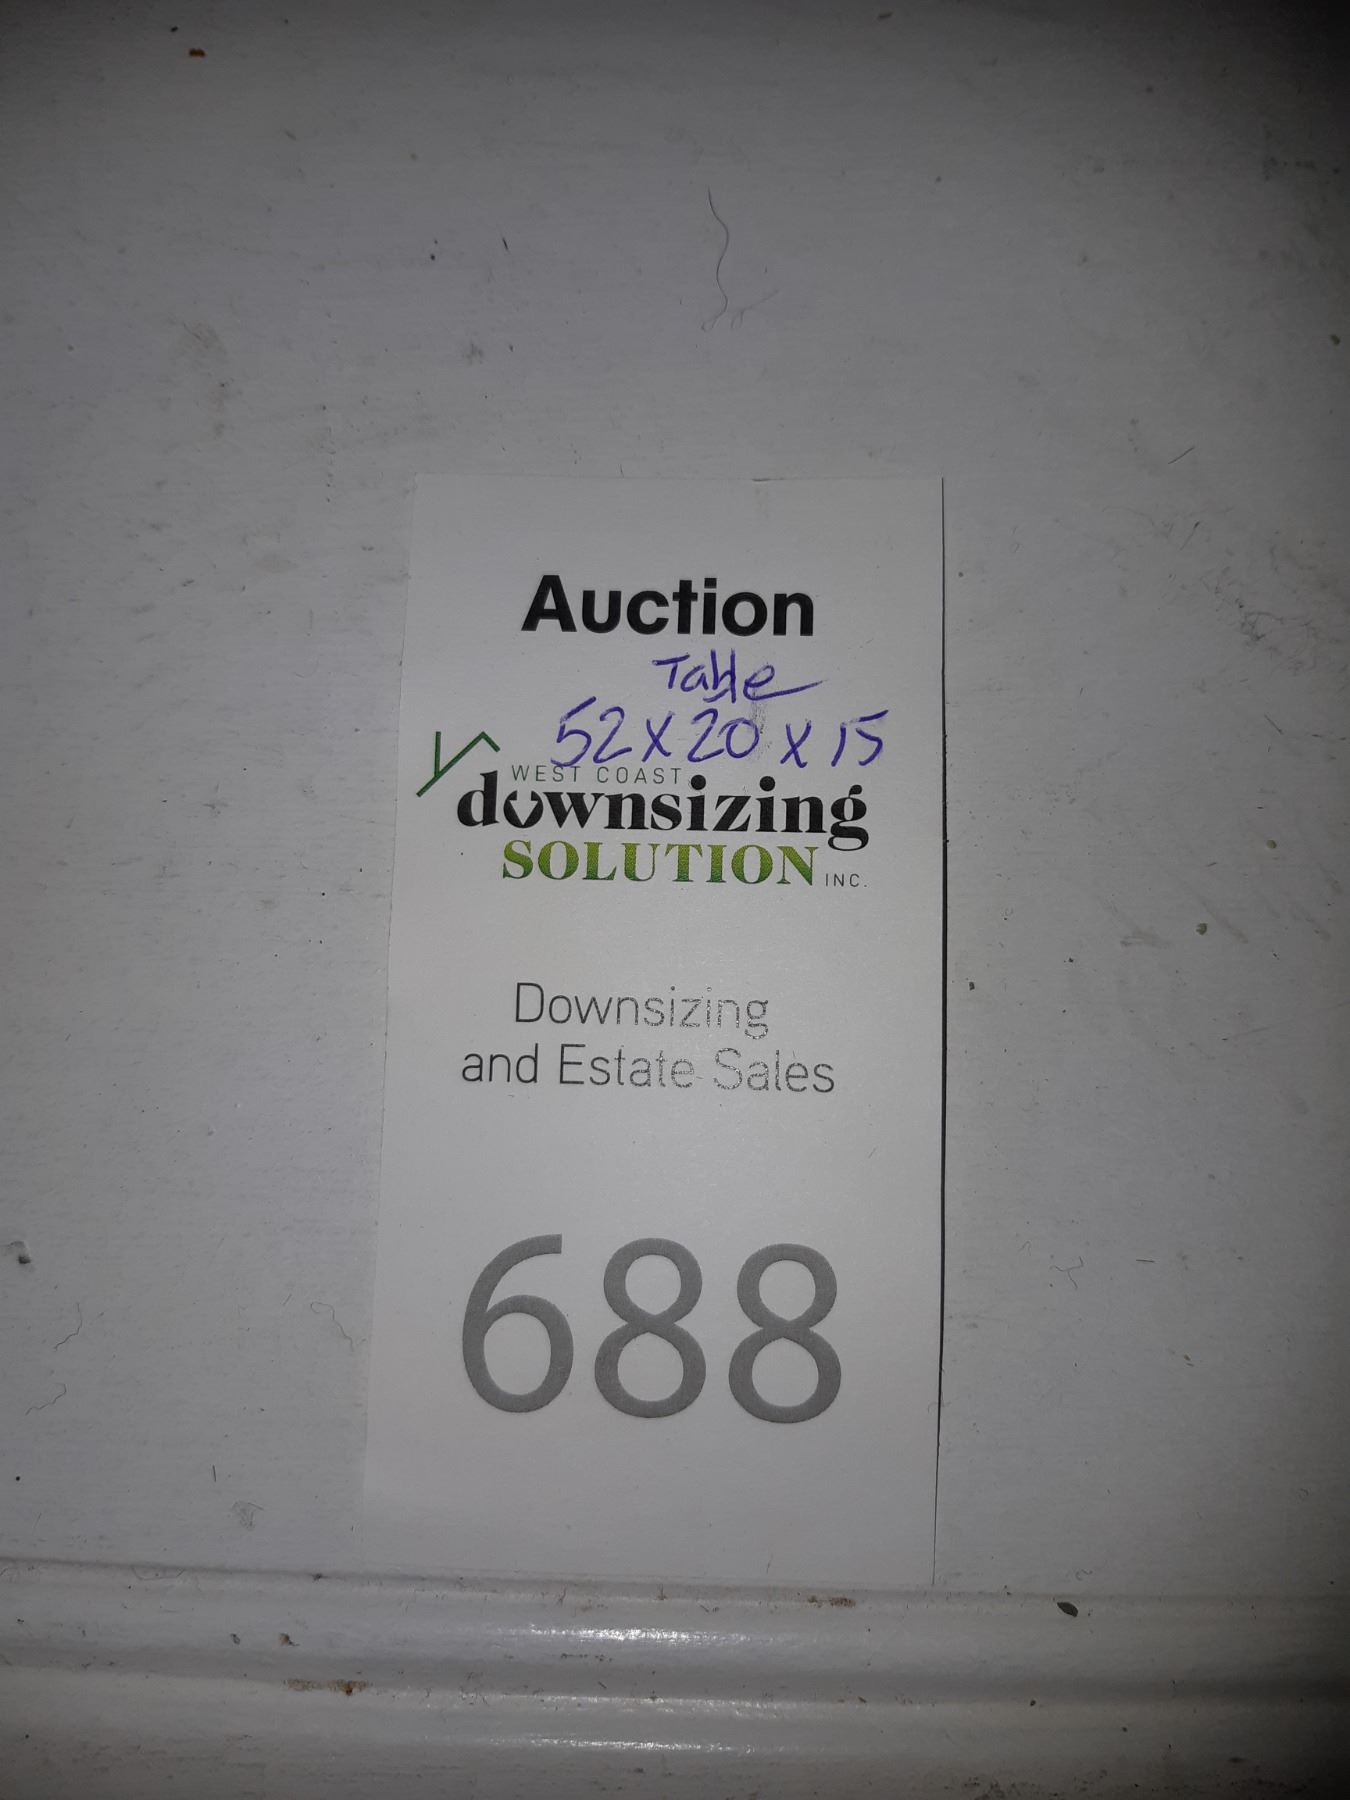 Auction
Table
52 x 20 x 15
WEST COAST
downsizing
SOLUTION INC.
Downsizing
and Estate Sales
688